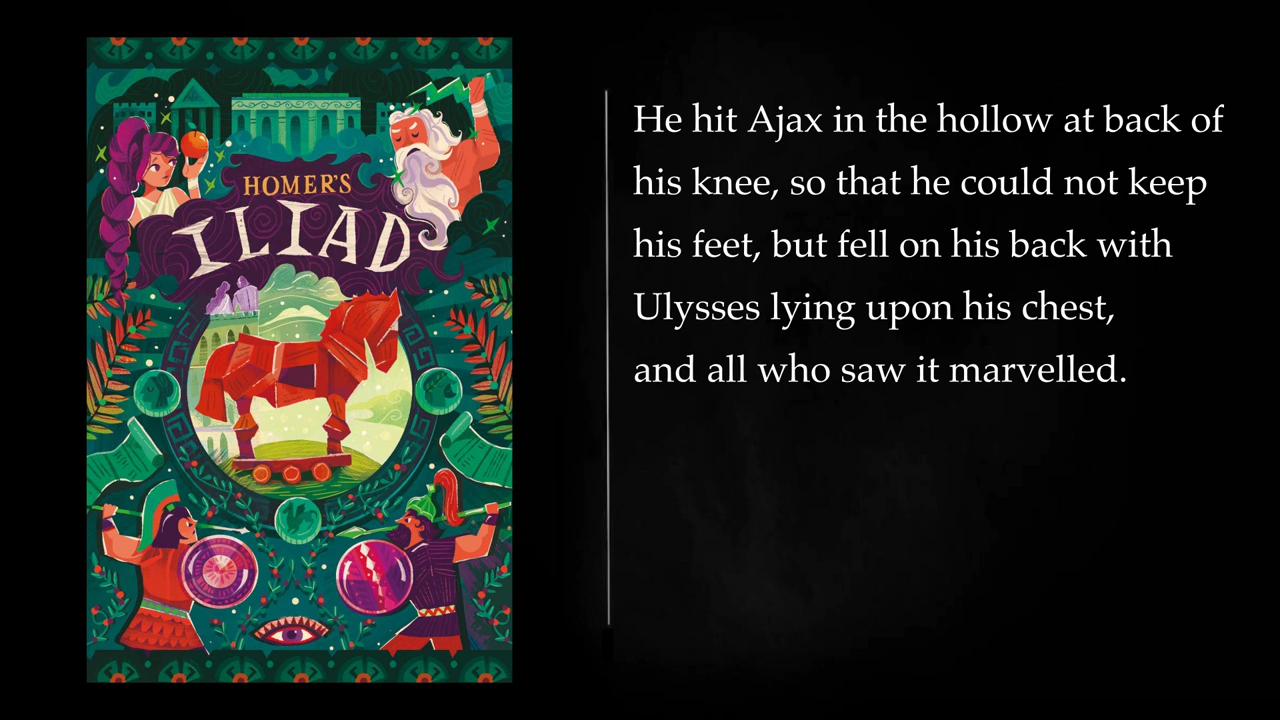 HOMER'S
ILIAD
He hit Ajax in the hollow at back of
his knee, so that he could not keep
his feet, but fell on his back with
Ulysses lying upon his chest,
and all who saw it marvelled.